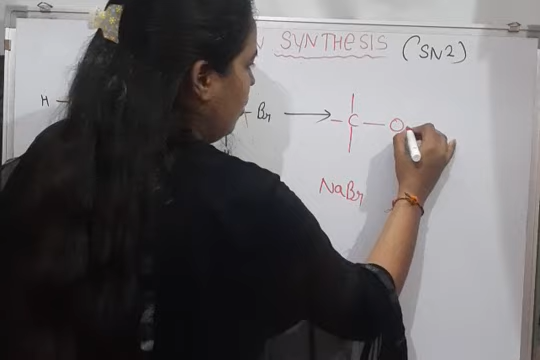 N SYNTHESIS (SN2)
H - Br → - C - O
NaBr